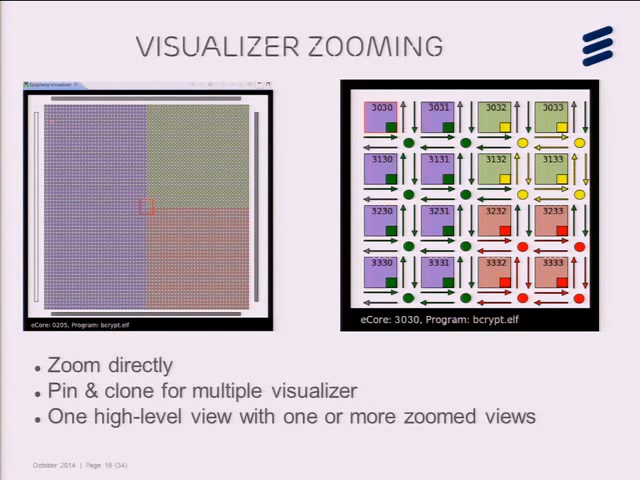 VISUALIZER ZOOMING
Epiphany Visualizer
eCore: 0205, Program: bcrypt.elf
3030 3031 3032 3033
3130 3131 3132 3133
3230 3231 3232 3233
3330 3331 3332 3333
eCore: 3030, Program: bcrypt.elf
• Zoom directly
• Pin & clone for multiple visualizer
• One high-level view with one or more zoomed views
October 2014 | Page 16 (34)